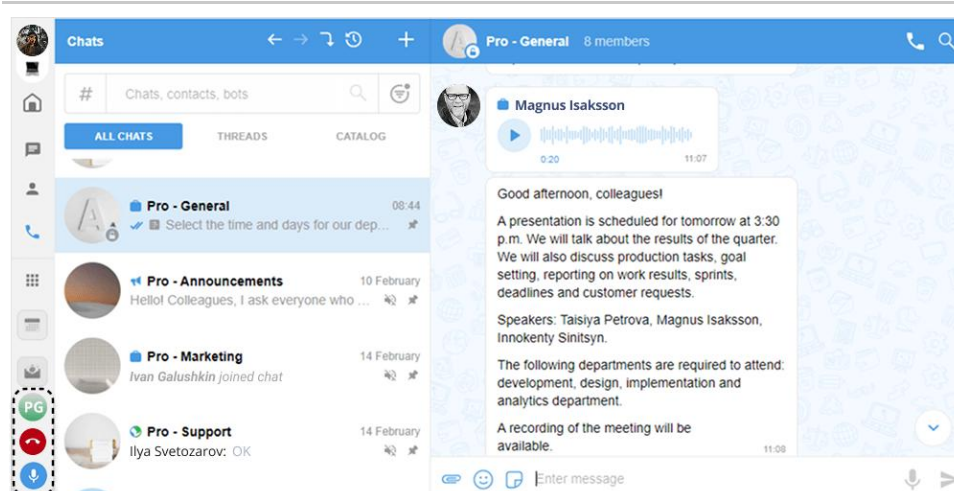 Chats
Pro - General 8 members
# Chats, contacts, bots
ALL CHATS THREADS CATALOG
Pro - General 08:44
Select the time and days for our dep...
Pro - Announcements 10 February
Hello! Colleagues, I ask everyone who ...
Pro - Marketing 14 February
Ivan Galushkin joined chat
Pro - Support 14 February
Ilya Svetozarov: OK
PG
Magnus Isaksson
0:20 11:07
Good afternoon, colleagues!
A presentation is scheduled for tomorrow at 3:30
p.m. We will talk about the results of the quarter.
We will also discuss production tasks, goal
setting, reporting on work results, sprints,
deadlines and customer requests.
Speakers: Taisiya Petrova, Magnus Isaksson,
Innokenty Sinitsyn.
The following departments are required to attend:
development, design, implementation and
analytics department.
A recording of the meeting will be
available. 11:08
Enter message